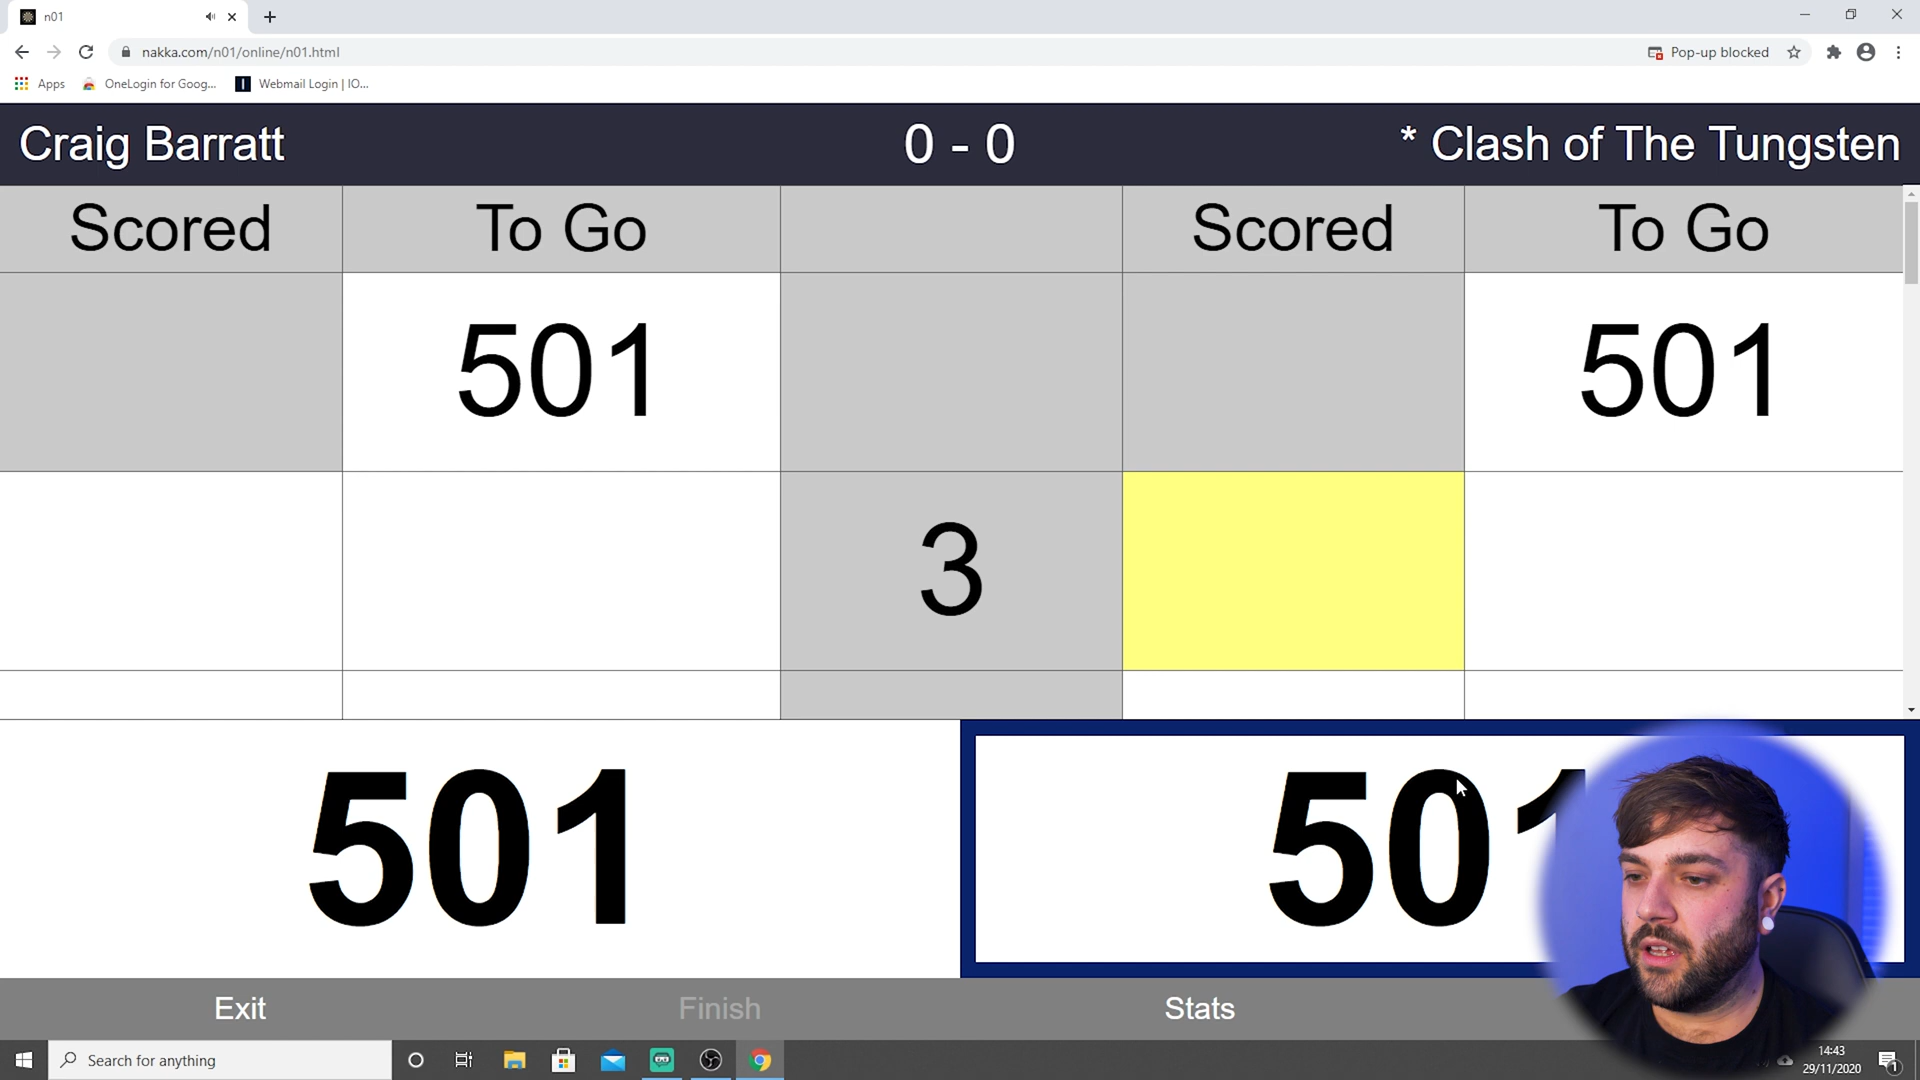 n01
nakka.com/n01/online/n01.html
Pop-up blocked
Apps
OneLogin for Goog...
Webmail Login | IO...
Craig Barratt
0 - 0
* Clash of The Tungsten
Scored
To Go
Scored
To Go
501
501
3
501
501
Exit
Finish
Stats
Search for anything
14:43
29/11/2020
1